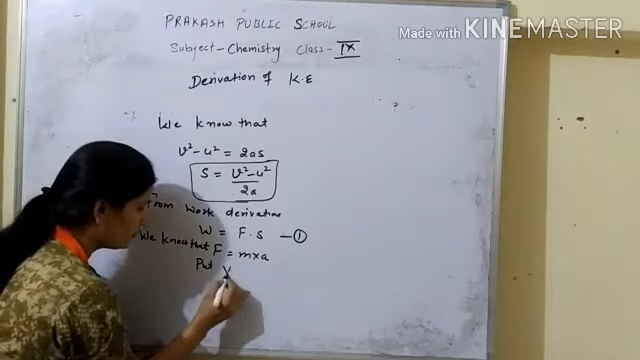 Made with KINEMASTER
PRAKASH PUBLIC SCHOOL
Subject-Chemistry Class- IX
Derivation of K.E
We know that
v² - u² = 2as
S = v² - u² / 2a
From work derivation
W = F. s — ①
We know that F = m x a
Put